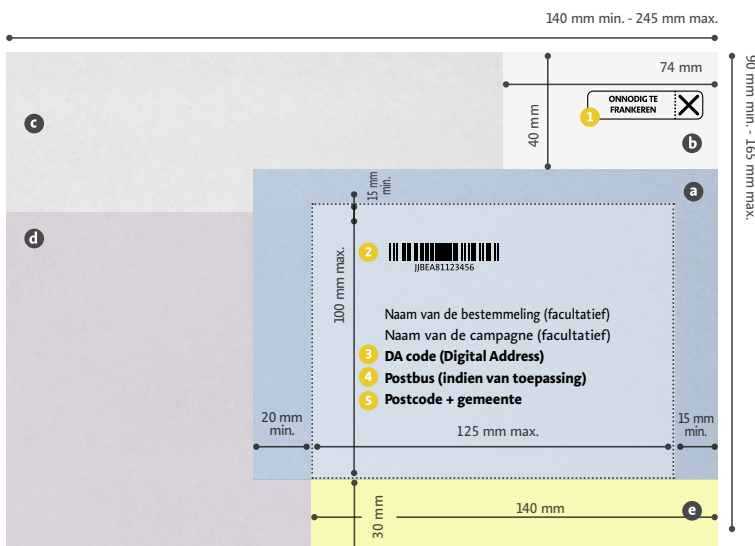 140 mm min. - 245 mm max.
90 mm min. - 165 mm max.
74 mm
ONNODIG TE
FRANKEREN
1
40 mm
c
b
15 mm
min.
a
d
2
JJBEA81123456
100 mm max.
Naam van de bestemmeling (facultatief)
Naam van de campagne (facultatief)
3 DA code (Digital Address)
4 Postbus (indien van toepassing)
5 Postcode + gemeente
20 mm
min.
125 mm max.
15 mm
min.
30 mm
140 mm
e